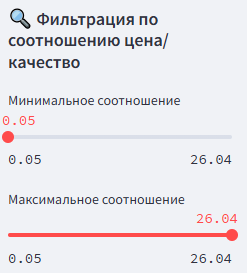 🔍 Фильтрация по
соотношению цена/
качество
Минимальное соотношение
0.05
0.05 26.04
Максимальное соотношение
26.04
0.05 26.04